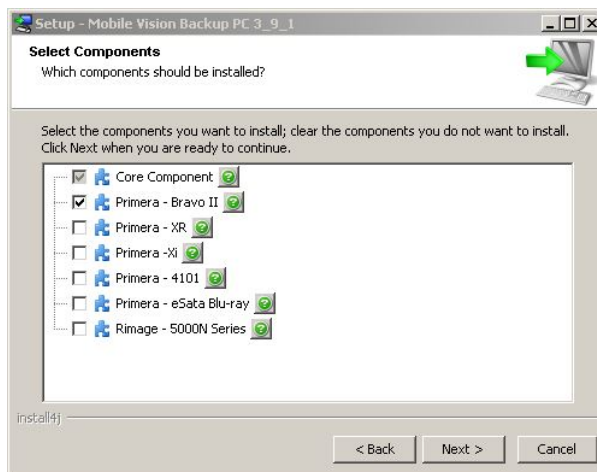 Setup - Mobile Vision Backup PC 3_9_1
Select Components
Which components should be installed?
Select the components you want to install; clear the components you do not want to install.
Click Next when you are ready to continue.
Core Component
Primera - Bravo II
Primera - XR
Primera -Xi
Primera - 4101
Primera - eSata Blu-ray
Rimage - 5000N Series
install4j
< Back Next > Cancel